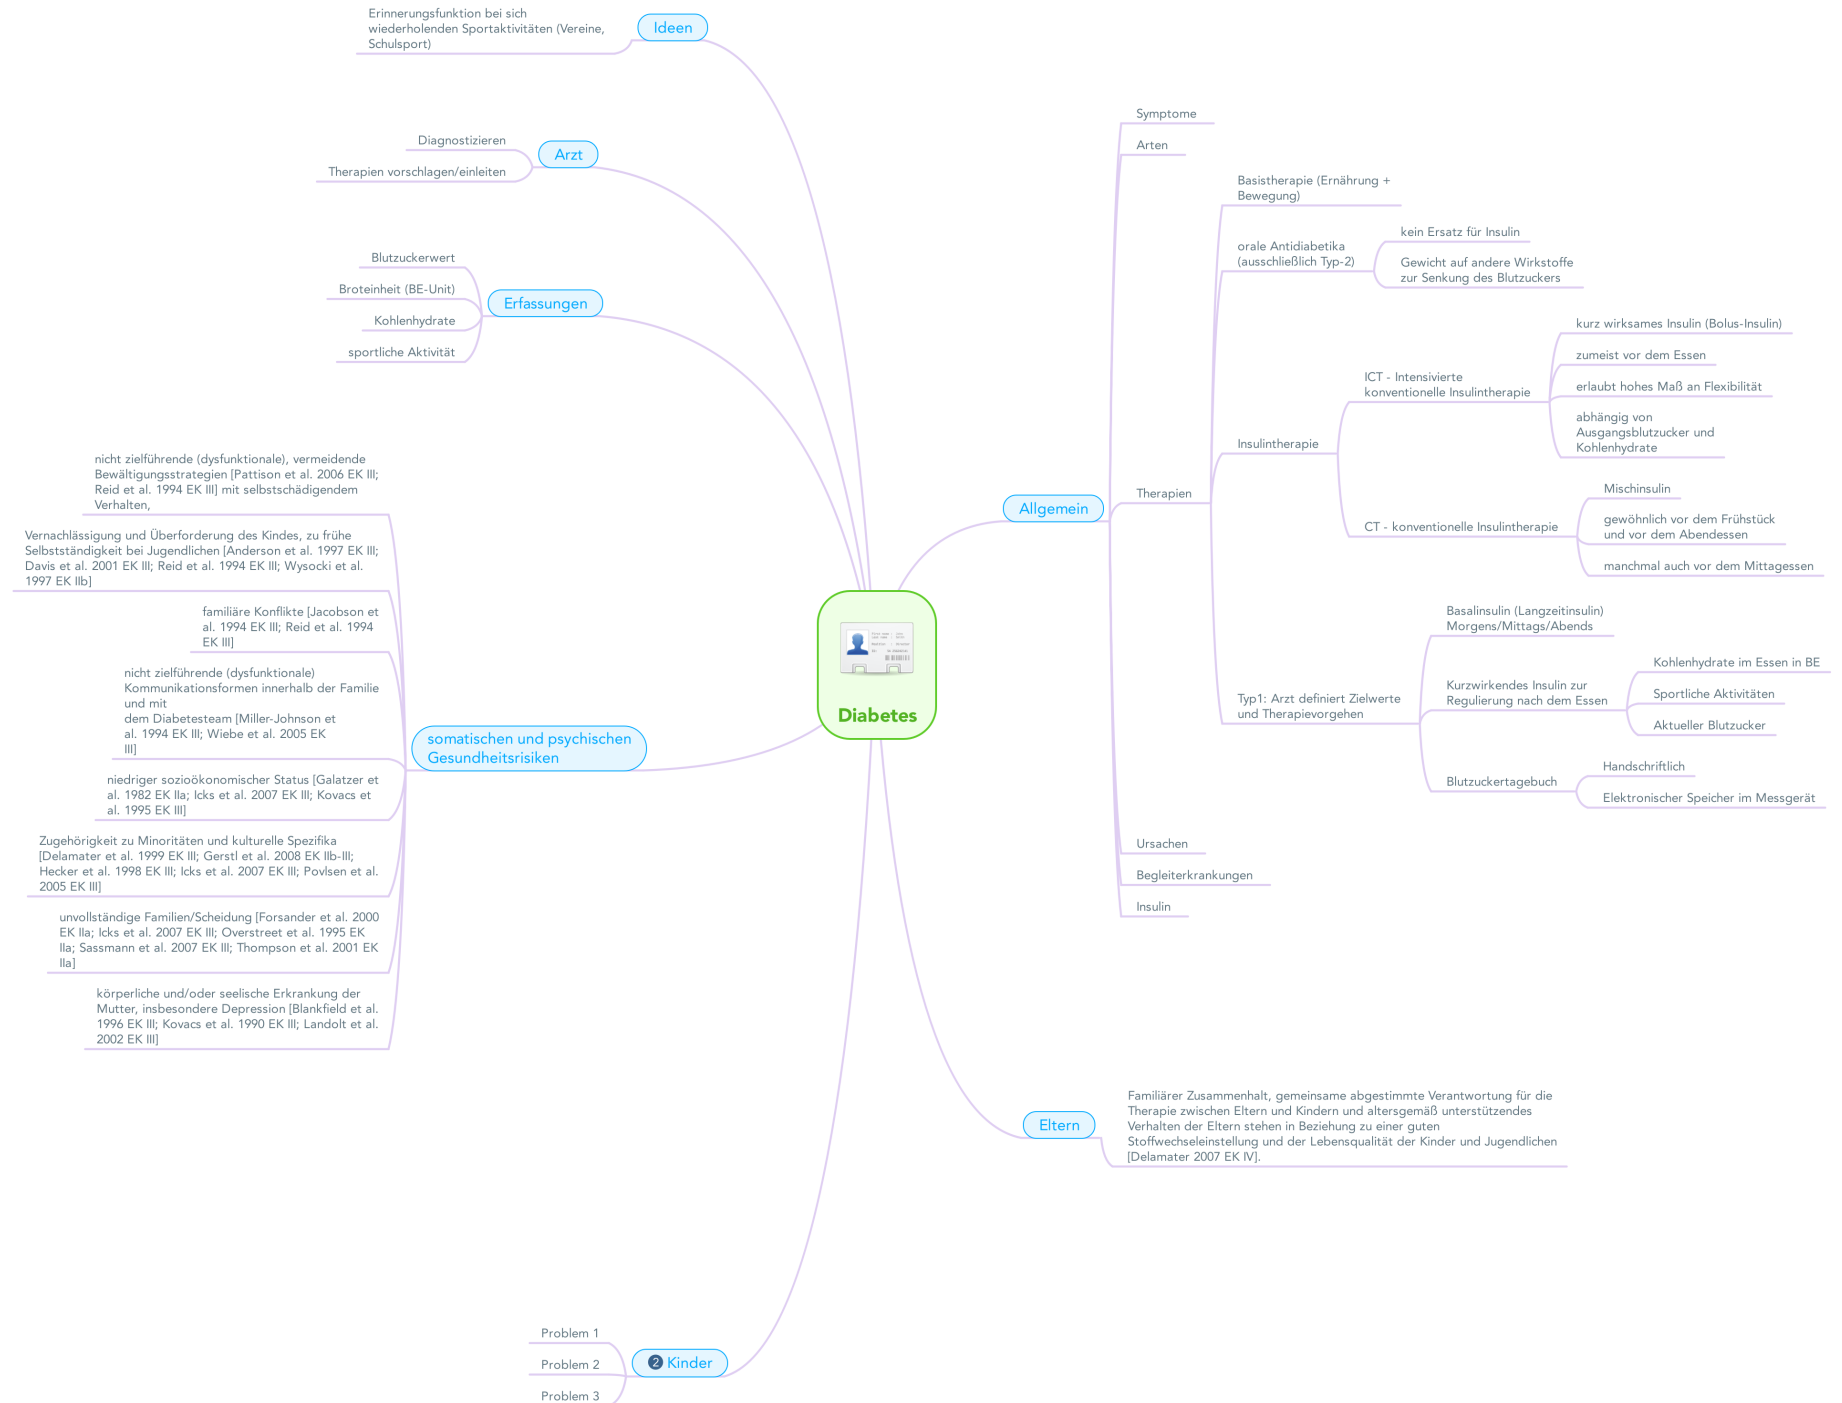 Erinnerungsfunktion bei sich
wiederholenden Sportaktivitäten (Vereine,
Schulsport)
Ideen
Diagnostizieren
Therapien vorschlagen/einleiten
Arzt
Blutzuckerwert
Broteinheit (BE-Unit)
Kohlenhydrate
sportliche Aktivität
Erfassungen
nicht zielführende (dysfunktionale), vermeidende
Bewältigungsstrategien [Pattison et al. 2006 EK III;
Reid et al. 1994 EK III] mit selbstschädigendem
Verhalten,
Vernachlässigung und Überforderung des Kindes, zu frühe
Selbstständigkeit bei Jugendlichen [Anderson et al. 1997 EK III;
Davis et al. 2001 EK III; Reid et al. 1994 EK III; Wysocki et al.
1997 EK IIb]
familiäre Konflikte [Jacobson et
al. 1994 EK III; Reid et al. 1994
EK III]
nicht zielführende (dysfunktionale)
Kommunikationsformen innerhalb der Familie
und mit
dem Diabetesteam [Miller-Johnson et
al. 1994 EK III; Wiebe et al. 2005 EK
III]
niedriger sozioökonomischer Status [Galatzer et
al. 1982 EK IIa; Icks et al. 2007 EK III; Kovacs et
al. 1995 EK III]
Zugehörigkeit zu Minoritäten und kulturelle Spezifika
[Delamater et al. 1999 EK III; Gerstl et al. 2008 EK IIb-III;
Hecker et al. 1998 EK III; Icks et al. 2007 EK III; Povlsen et al.
2005 EK III]
unvollständige Familien/Scheidung [Forsander et al. 2000
EK IIa; Icks et al. 2007 EK III; Overstreet et al. 1995 EK
IIa; Sassmann et al. 2007 EK III; Thompson et al. 2001 EK
IIa]
körperliche und/oder seelische Erkrankung der
Mutter, insbesondere Depression [Blankfield et al.
1996 EK III; Kovacs et al. 1990 EK III; Landolt et al.
2002 EK III]
somatischen und psychischen
Gesundheitsrisiken
Problem 1
Problem 2
Problem 3
2 Kinder
Diabetes
Allgemein
Symptome
Arten
Therapien
Basistherapie (Ernährung +
Bewegung)
orale Antidiabetika
(ausschließlich Typ-2)
kein Ersatz für Insulin
Gewicht auf andere Wirkstoffe
zur Senkung des Blutzuckers
Insulintherapie
ICT - Intensivierte
konventionelle Insulintherapie
kurz wirksames Insulin (Bolus-Insulin)
zumeist vor dem Essen
erlaubt hohes Maß an Flexibilität
abhängig von
Ausgangsblutzucker und
Kohlenhydrate
CT - konventionelle Insulintherapie
Mischinsulin
gewöhnlich vor dem Frühstück
und vor dem Abendessen
manchmal auch vor dem Mittagessen
Typ1: Arzt definiert Zielwerte
und Therapievorgehen
Basalinsulin (Langzeitinsulin)
Morgens/Mittags/Abends
Kurzwirkendes Insulin zur
Regulierung nach dem Essen
Kohlenhydrate im Essen in BE
Sportliche Aktivitäten
Aktueller Blutzucker
Blutzuckertagebuch
Handschriftlich
Elektronischer Speicher im Messgerät
Ursachen
Begleiterkrankungen
Insulin
Eltern
Familiärer Zusammenhalt, gemeinsame abgestimmte Verantwortung für die
Therapie zwischen Eltern und Kindern und altersgemäß unterstützendes
Verhalten der Eltern stehen in Beziehung zu einer guten
Stoffwechseleinstellung und der Lebensqualität der Kinder und Jugendlichen
[Delamater 2007 EK IV].